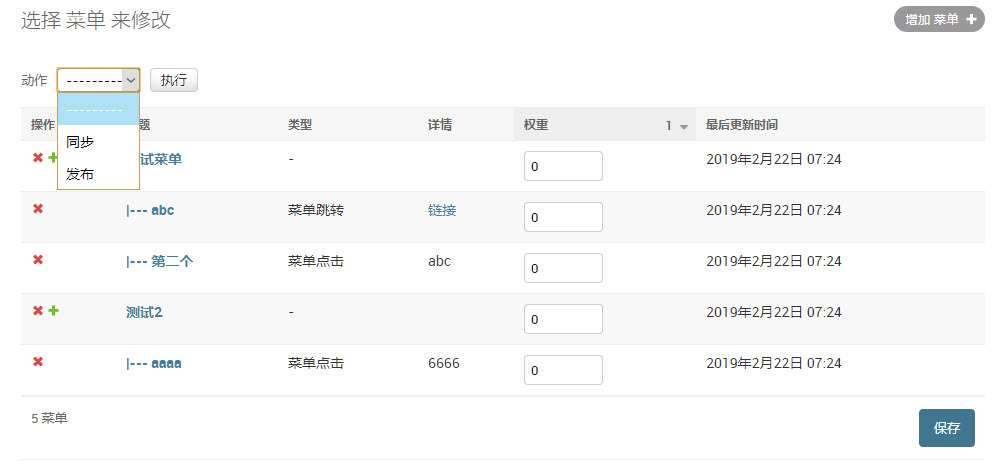 选择 菜单 来修改
增加 菜单 +
动作 --------- 执行
---------
同步
发布
操作 题 类型 详情 权重 1 最后更新时间
试菜单 - 0 2019年2月22日 07:24
|--- abc 菜单跳转 链接 0 2019年2月22日 07:24
|--- 第二个 菜单点击 abc 0 2019年2月22日 07:24
测试2 - 0 2019年2月22日 07:24
|--- aaaa 菜单点击 6666 0 2019年2月22日 07:24
5 菜单
保存